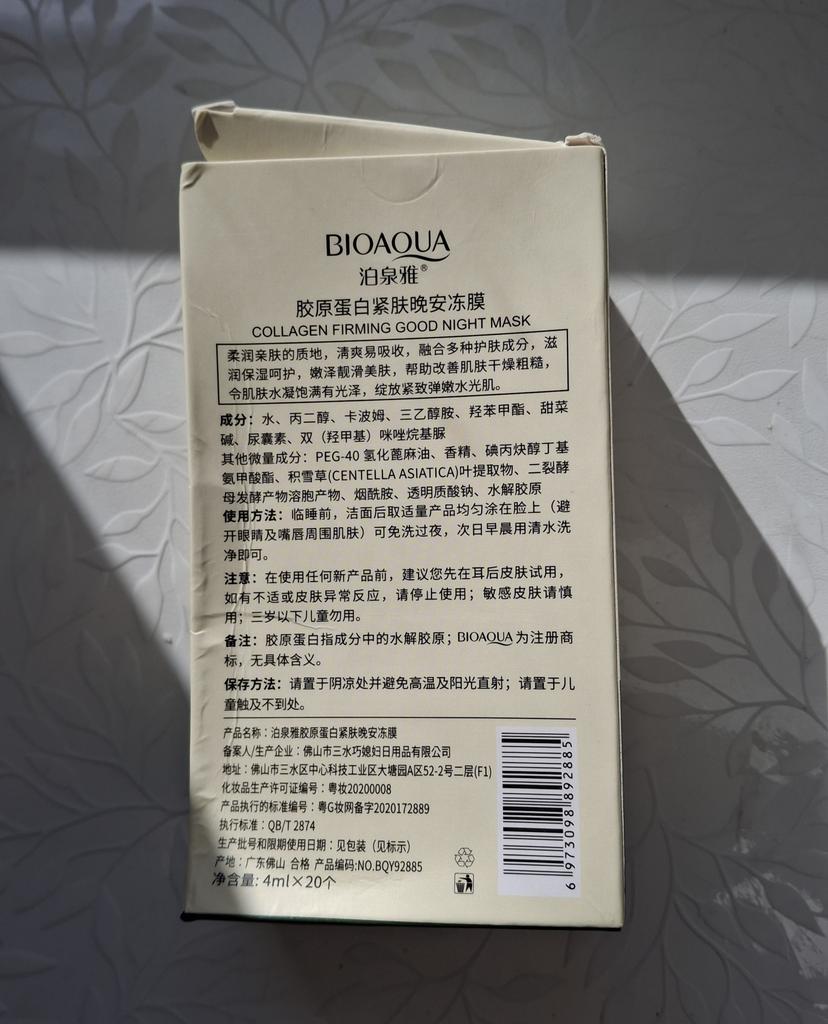 BIOAQUA
泊泉雅®
胶原蛋白紧肤晚安冻膜
COLLAGEN FIRMING GOOD NIGHT MASK
柔润亲肤的质地，清爽易吸收，融合多种护肤成分，滋
润保湿呵护，嫩泽靓滑美肤，帮助改善肌肤干燥粗糙，
令肌肤水凝饱满有光泽，绽放紧致弹嫩水光肌。
成分：水、丙二醇、卡波姆、三乙醇胺、羟苯甲酯、甜菜
碱、尿囊素、双（羟甲基）咪唑烷基脲
其他微量成分：PEG-40 氢化蓖麻油、香精、碘丙炔醇丁基
氨甲酸酯、积雪草(CENTELLA ASIATICA)叶提取物、二裂酵
母发酵产物溶胞产物、烟酰胺、透明质酸钠、水解胶原
使用方法：临睡前，洁面后取适量产品均匀涂在脸上（避
开眼睛及嘴唇周围肌肤）可免洗过夜，次日早晨用清水洗
净即可。
注意：在使用任何新产品前，建议您先在耳后皮肤试用，
如有不适或皮肤异常反应，请停止使用；敏感皮肤请慎
用；三岁以下儿童勿用。
备注：胶原蛋白指成分中的水解胶原；BIOAQUA为注册商
标，无具体含义。
保存方法：请置于阴凉处并避免高温及阳光直射；请置于儿
童触及不到处。
产品名称：泊泉雅胶原蛋白紧肤晚安冻膜
备案人/生产企业：佛山市三水巧媳妇日用品有限公司
地址：佛山市三水区中心科技工业区大塘园A区52-2号二层(F1)
化妆品生产许可证编号：粤妆20200008
产品执行的标准编号：粤G妆网备字2020172889
执行标准：QB/T 2874
生产批号和限期使用日期：见包装（见标示）
产地：广东佛山 合格 产品编码:NO.BQY92885
净含量: 4ml×20个
6 973098 892885